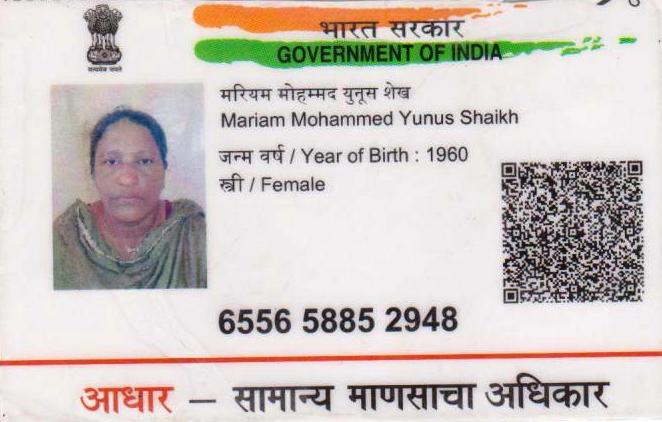 सत्यमेव जयते
भारत सरकार
GOVERNMENT OF INDIA
मरियम मोहम्मद युनूस शेख
Mariam Mohammed Yunus Shaikh
जन्म वर्ष / Year of Birth : 1960
स्त्री / Female
6556 5885 2948
आधार — सामान्य माणसाचा अधिकार